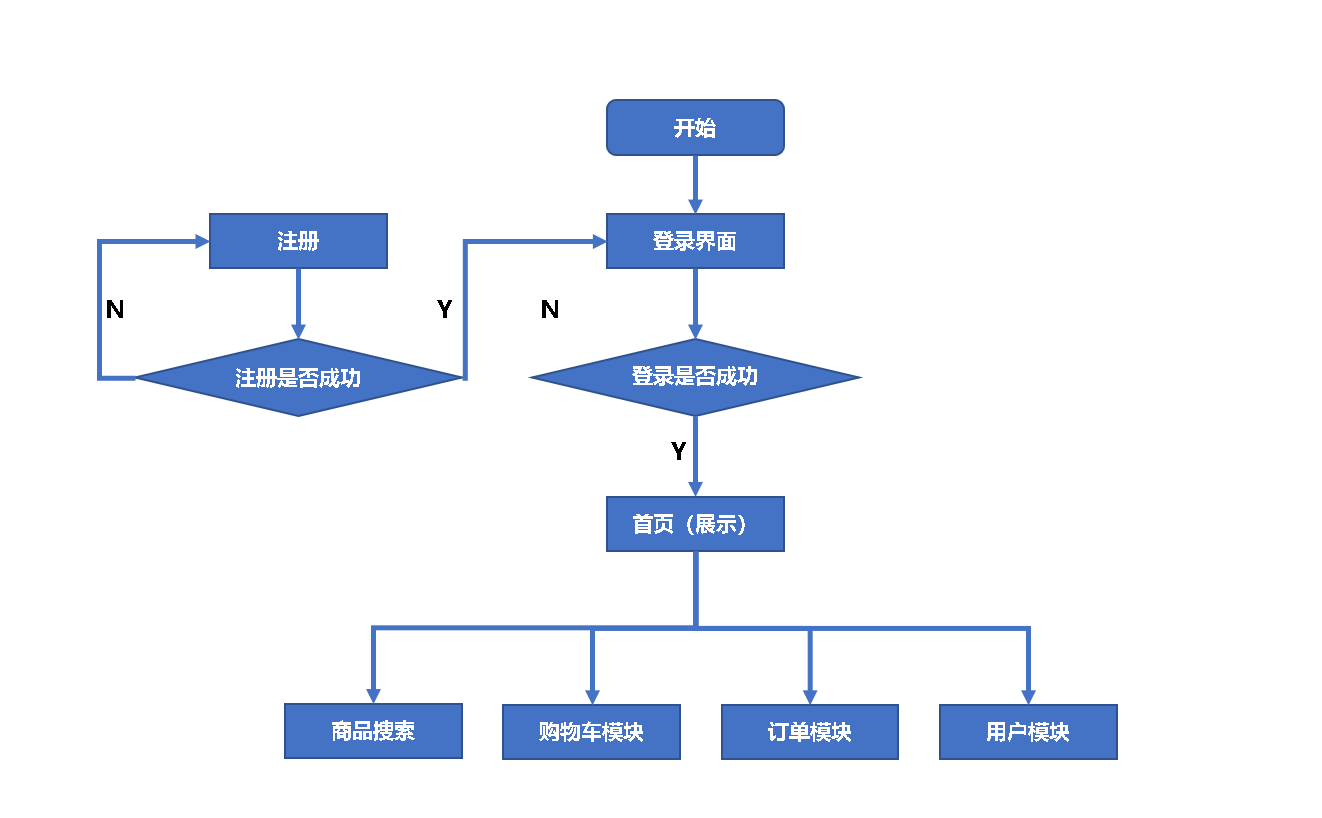 开始
注册
登录界面
N
Y
N
注册是否成功
登录是否成功
Y
首页（展示）
商品搜索
购物车模块
订单模块
用户模块